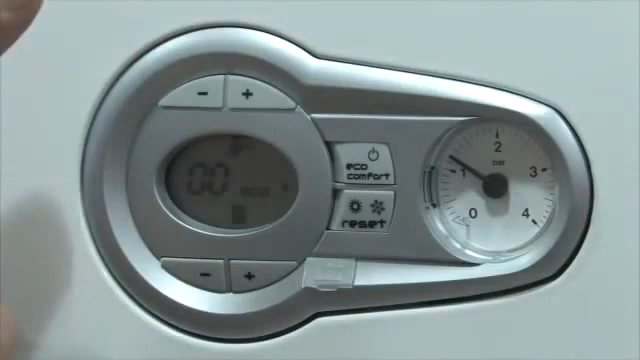 - +
00
eco
comfort
reset
- +
0 1 2 3 4
bar